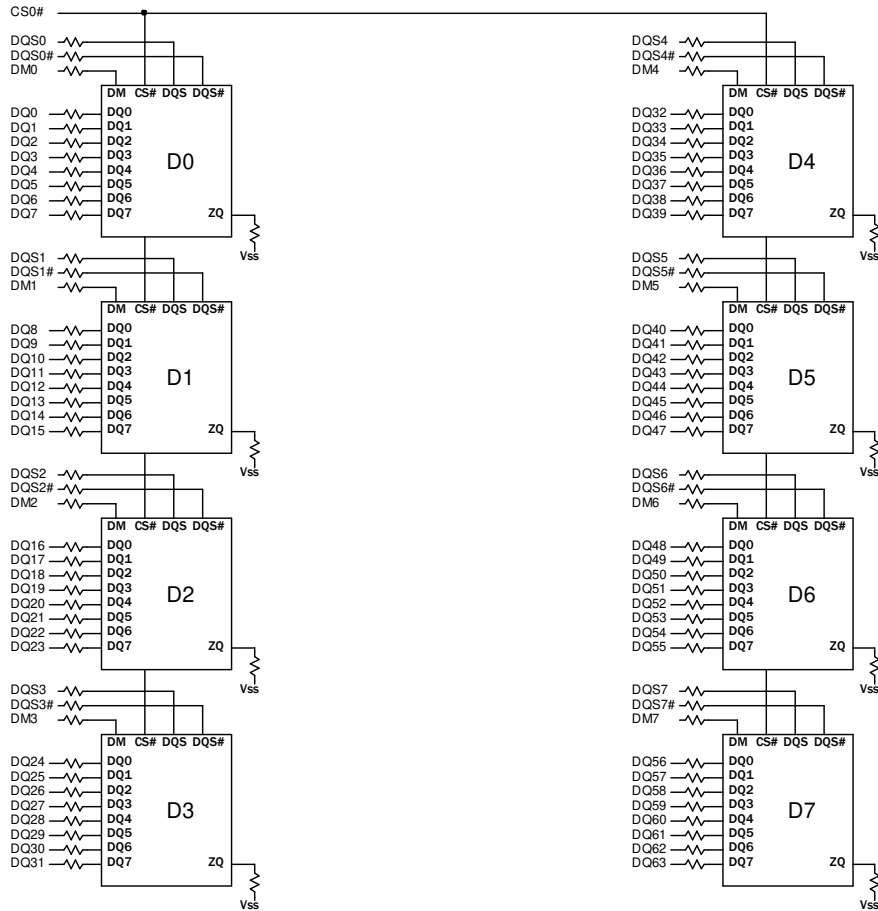 CS0#
DQS0
DQS0#
DM0
DM CS# DQS DQS#
DQ0 DQ0
DQ1 DQ1
DQ2 DQ2
DQ3 DQ3
DQ4 DQ4
DQ5 DQ5
DQ6 DQ6
DQ7 DQ7
D0
ZQ
Vss
DQS1
DQS1#
DM1
DM CS# DQS DQS#
DQ8 DQ0
DQ9 DQ1
DQ10 DQ2
DQ11 DQ3
DQ12 DQ4
DQ13 DQ5
DQ14 DQ6
DQ15 DQ7
D1
ZQ
Vss
DQS2
DQS2#
DM2
DM CS# DQS DQS#
DQ16 DQ0
DQ17 DQ1
DQ18 DQ2
DQ19 DQ3
DQ20 DQ4
DQ21 DQ5
DQ22 DQ6
DQ23 DQ7
D2
ZQ
Vss
DQS3
DQS3#
DM3
DM CS# DQS DQS#
DQ24 DQ0
DQ25 DQ1
DQ26 DQ2
DQ27 DQ3
DQ28 DQ4
DQ29 DQ5
DQ30 DQ6
DQ31 DQ7
D3
ZQ
Vss
DQS4
DQS4#
DM4
DM CS# DQS DQS#
DQ32 DQ0
DQ33 DQ1
DQ34 DQ2
DQ35 DQ3
DQ36 DQ4
DQ37 DQ5
DQ38 DQ6
DQ39 DQ7
D4
ZQ
Vss
DQS5
DQS5#
DM5
DM CS# DQS DQS#
DQ40 DQ0
DQ41 DQ1
DQ42 DQ2
DQ43 DQ3
DQ44 DQ4
DQ45 DQ5
DQ46 DQ6
DQ47 DQ7
D5
ZQ
Vss
DQS6
DQS6#
DM6
DM CS# DQS DQS#
DQ48 DQ0
DQ49 DQ1
DQ50 DQ2
DQ51 DQ3
DQ52 DQ4
DQ53 DQ5
DQ54 DQ6
DQ55 DQ7
D6
ZQ
Vss
DQS7
DQS7#
DM7
DM CS# DQS DQS#
DQ56 DQ0
DQ57 DQ1
DQ58 DQ2
DQ59 DQ3
DQ60 DQ4
DQ61 DQ5
DQ62 DQ6
DQ63 DQ7
D7
ZQ
Vss